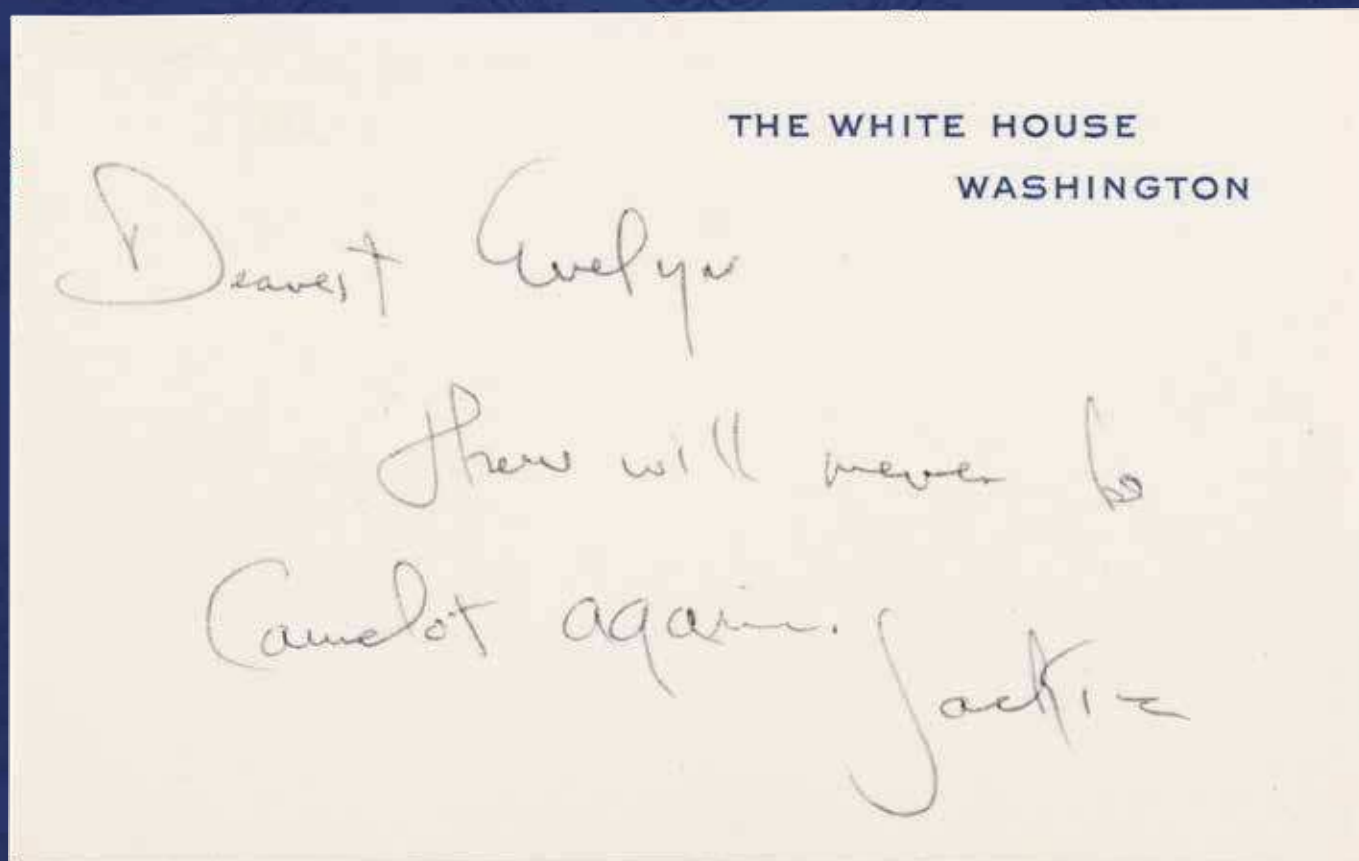 THE WHITE HOUSE
WASHINGTON
Dearest Evelyn
there will never be
Camelot again.
Jackie